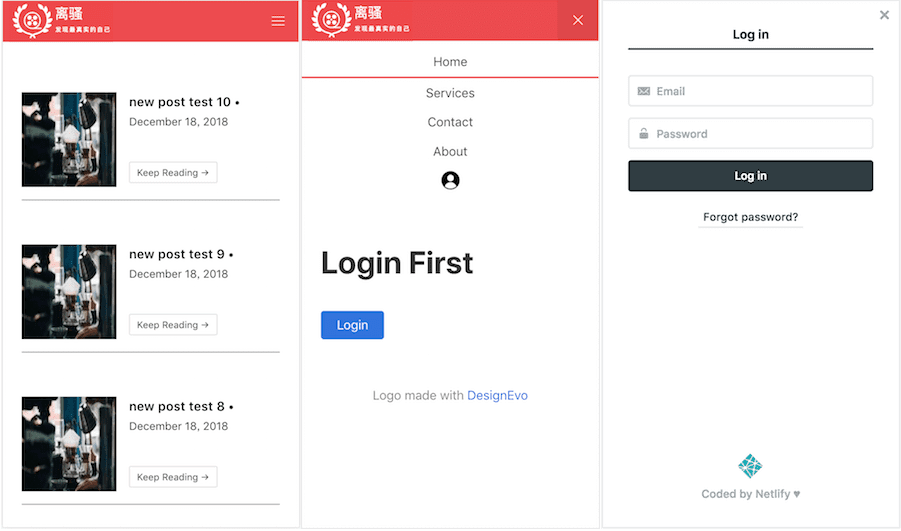 离骚
发现最真实的自己
new post test 10 •
December 18, 2018
Keep Reading →
new post test 9 •
December 18, 2018
Keep Reading →
new post test 8 •
December 18, 2018
Keep Reading →
离骚
发现最真实的自己
Home
Services
Contact
About
Login First
Login
Logo made with DesignEvo
Log in
Email
Password
Log in
Forgot password?
Coded by Netlify ♥